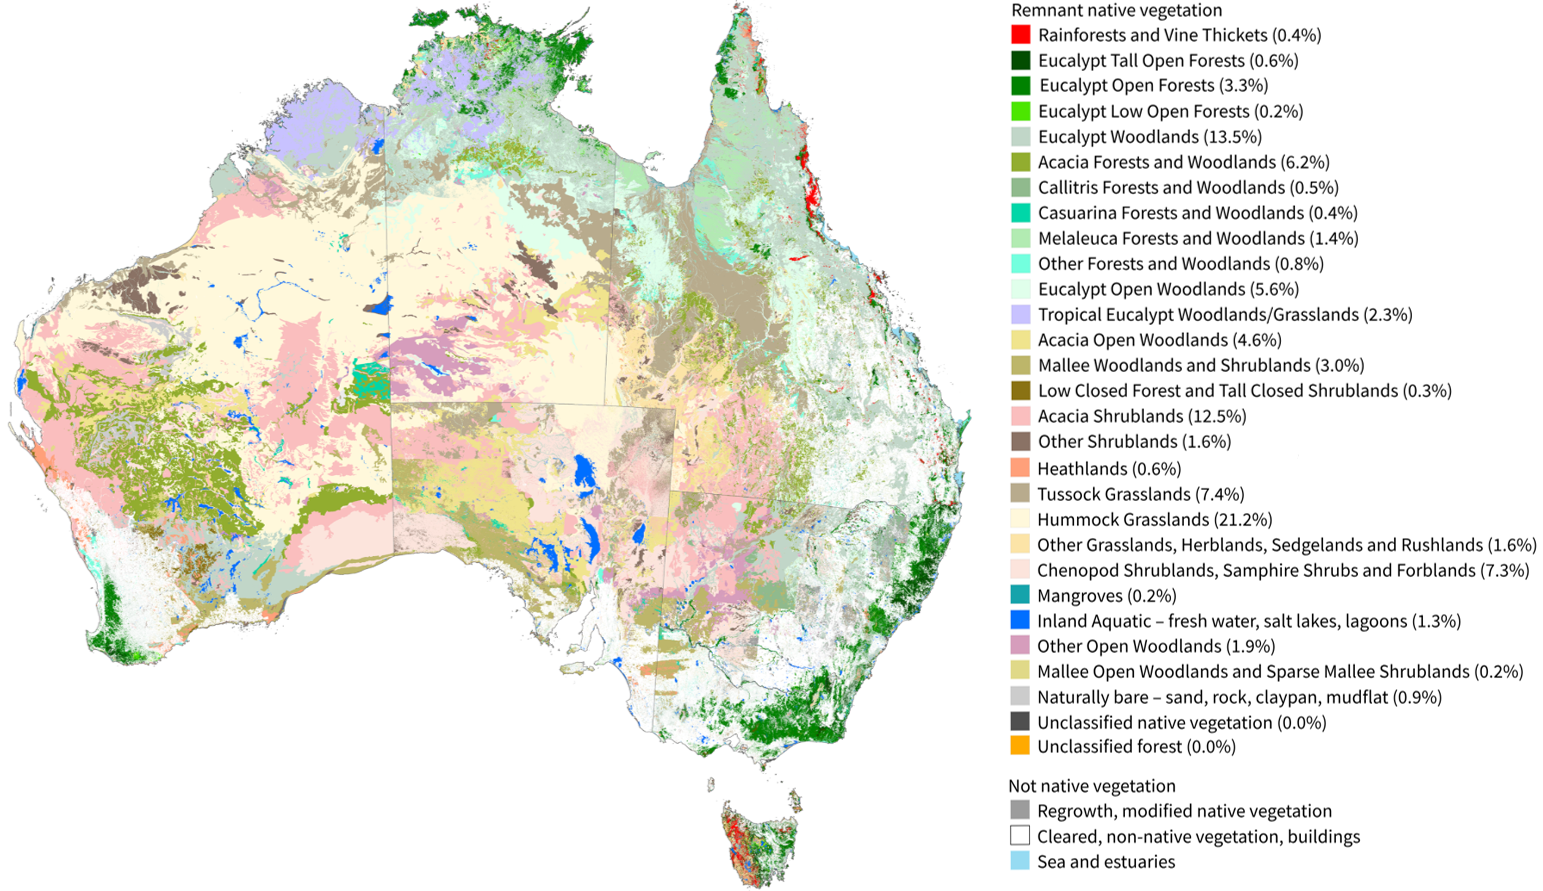 Remnant native vegetation
Rainforests and Vine Thickets (0.4%)
Eucalypt Tall Open Forests (0.6%)
Eucalypt Open Forests (3.3%)
Eucalypt Low Open Forests (0.2%)
Eucalypt Woodlands (13.5%)
Acacia Forests and Woodlands (6.2%)
Callitris Forests and Woodlands (0.5%)
Casuarina Forests and Woodlands (0.4%)
Melaleuca Forests and Woodlands (1.4%)
Other Forests and Woodlands (0.8%)
Eucalypt Open Woodlands (5.6%)
Tropical Eucalypt Woodlands/Grasslands (2.3%)
Acacia Open Woodlands (4.6%)
Mallee Woodlands and Shrublands (3.0%)
Low Closed Forest and Tall Closed Shrublands (0.3%)
Acacia Shrublands (12.5%)
Other Shrublands (1.6%)
Heathlands (0.6%)
Tussock Grasslands (7.4%)
Hummock Grasslands (21.2%)
Other Grasslands, Herblands, Sedgelands and Rushlands (1.6%)
Chenopod Shrublands, Samphire Shrubs and Forblands (7.3%)
Mangroves (0.2%)
Inland Aquatic – fresh water, salt lakes, lagoons (1.3%)
Other Open Woodlands (1.9%)
Mallee Open Woodlands and Sparse Mallee Shrublands (0.2%)
Naturally bare – sand, rock, claypan, mudflat (0.9%)
Unclassified native vegetation (0.0%)
Unclassified forest (0.0%)
Not native vegetation
Regrowth, modified native vegetation
Cleared, non-native vegetation, buildings
Sea and estuaries